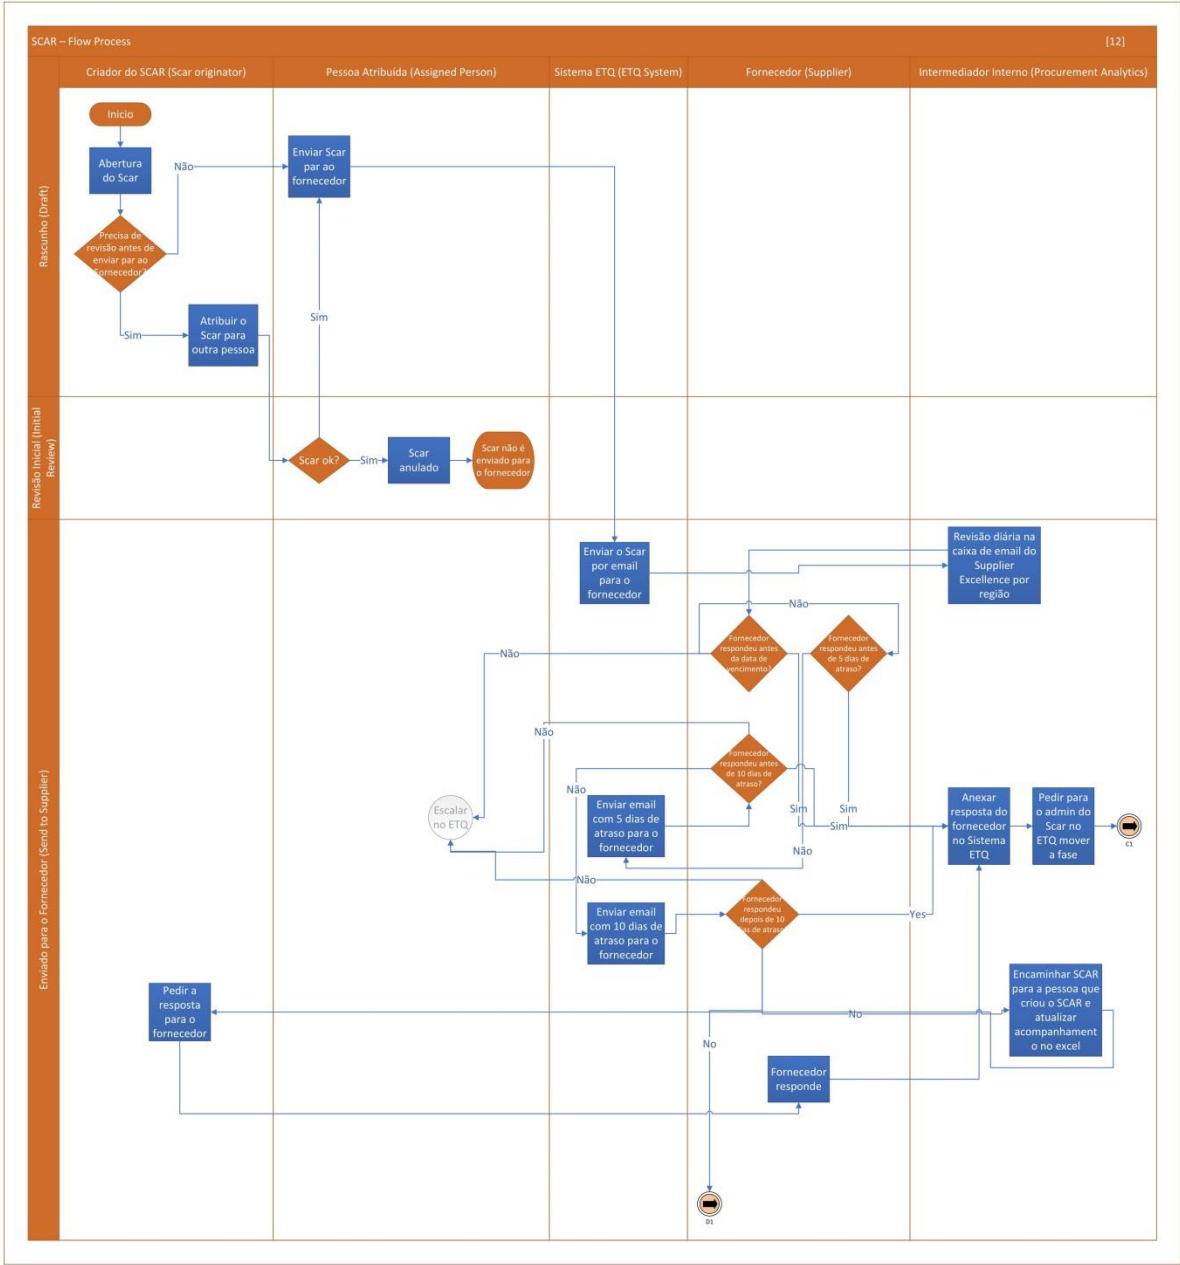 SCAR – Flow Process
[12]
Criador do SCAR (Scar originator)
Pessoa Atribuída (Assigned Person)
Sistema ETQ (ETQ System)
Fornecedor (Supplier)
Intermediador Interno (Procurement Analytics)
Rascunho (Draft)
Inicio
Abertura
do Scar
Precisa de
revisão antes de
enviar par ao
Fornecedor?
Não
Enviar Scar
par ao
fornecedor
Sim
Atribuir o
Scar para
outra pessoa
Sim
Revisão Inicial (Initial
Review)
Scar ok?
Sim
Scar
anulado
Scar não é
enviado para
o fornecedor
Enviado para o Fornecedor (Send to Supplier)
Enviar o Scar
por email
para o
fornecedor
Revisão diária na
caixa de email do
Supplier
Excellence por
região
Não
Fornecedor
respondeu antes
da data de
vencimento?
Fornecedor
respondeu antes
de 5 dias de
atraso?
Não
Não
Não
Fornecedor
respondeu antes
de 10 dias de
atraso?
Escalar
no ETQ
Enviar email
com 5 dias de
atraso para o
fornecedor
Sim
Sim
Sim
Não
Anexar
resposta do
fornecedor
no Sistema
ETQ
Pedir para
o admin do
Scar no
ETQ mover
a fase
C1
Não
Enviar email
com 10 dias de
atraso para o
fornecedor
Fornecedor
respondeu
depois de 10
dias de atraso
Yes
Pedir a
resposta
para o
fornecedor
No
Encaminhar SCAR
para a pessoa que
criou o SCAR e
atualizar
acompanhament
o no excel
No
Fornecedor
responde
D1